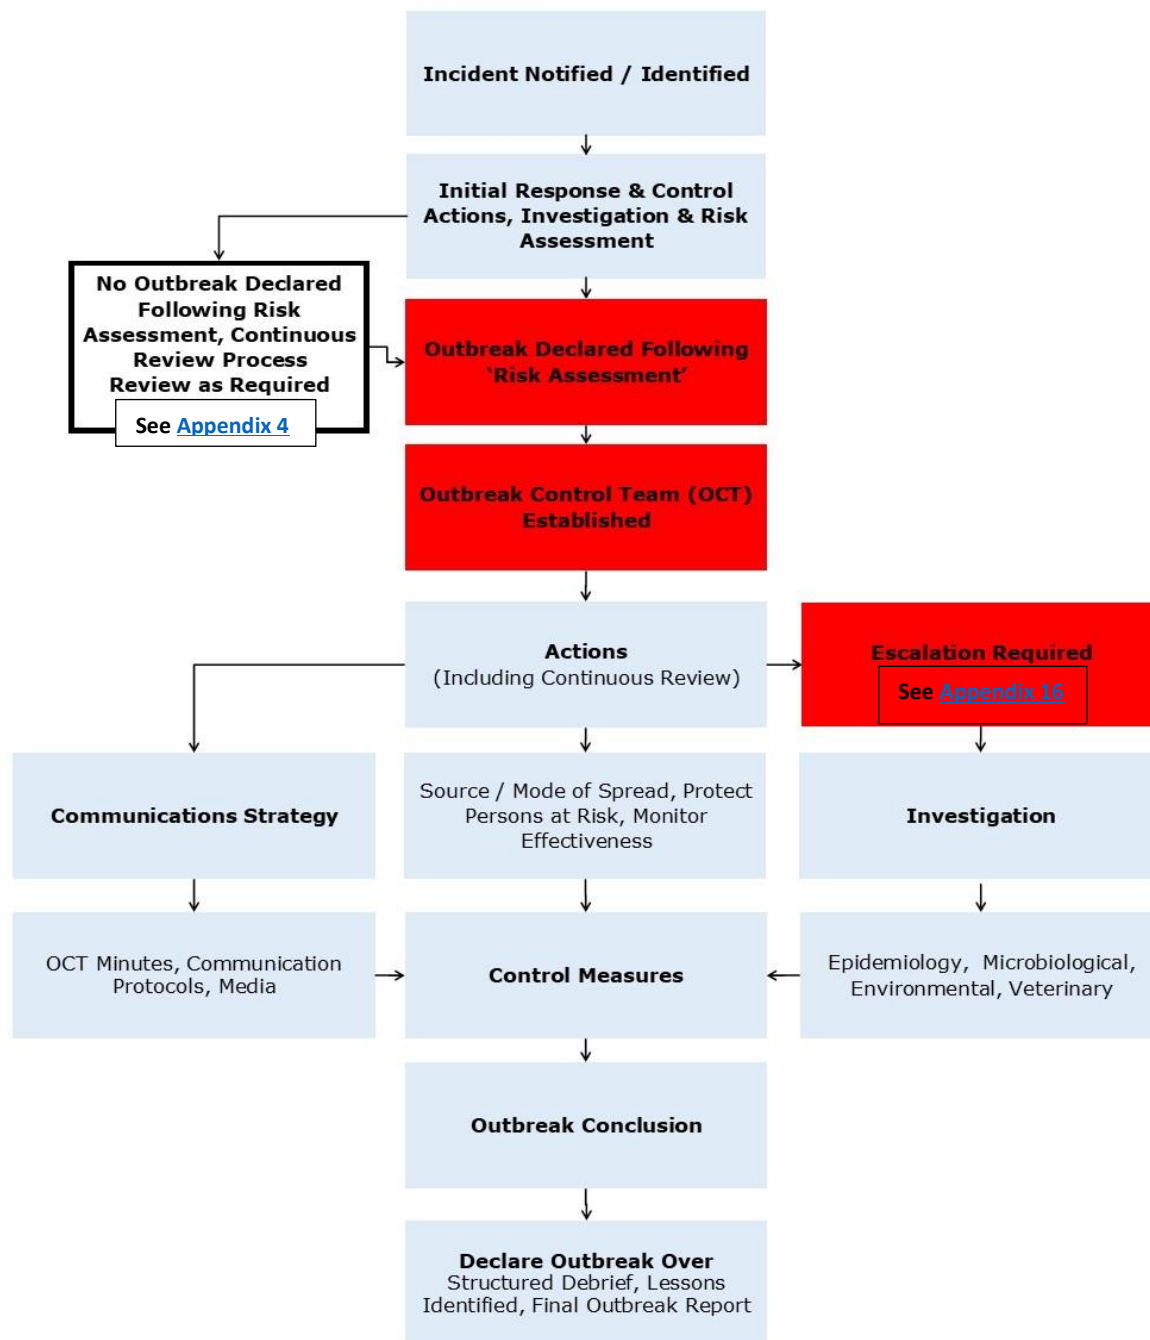 Incident Notified / Identified
Initial Response & Control
Actions, Investigation & Risk
Assessment
No Outbreak Declared
Following Risk
Assessment, Continuous
Review Process
Review as Required
See Appendix 4
Outbreak Declared Following
‘Risk Assessment’
Outbreak Control Team (OCT)
Established
Actions
(Including Continuous Review)
Escalation Required
See Appendix 16
Communications Strategy
Source / Mode of Spread, Protect
Persons at Risk, Monitor
Effectiveness
Investigation
OCT Minutes, Communication
Protocols, Media
Control Measures
Epidemiology, Microbiological,
Environmental, Veterinary
Outbreak Conclusion
Declare Outbreak Over
Structured Debrief, Lessons
Identified, Final Outbreak Report